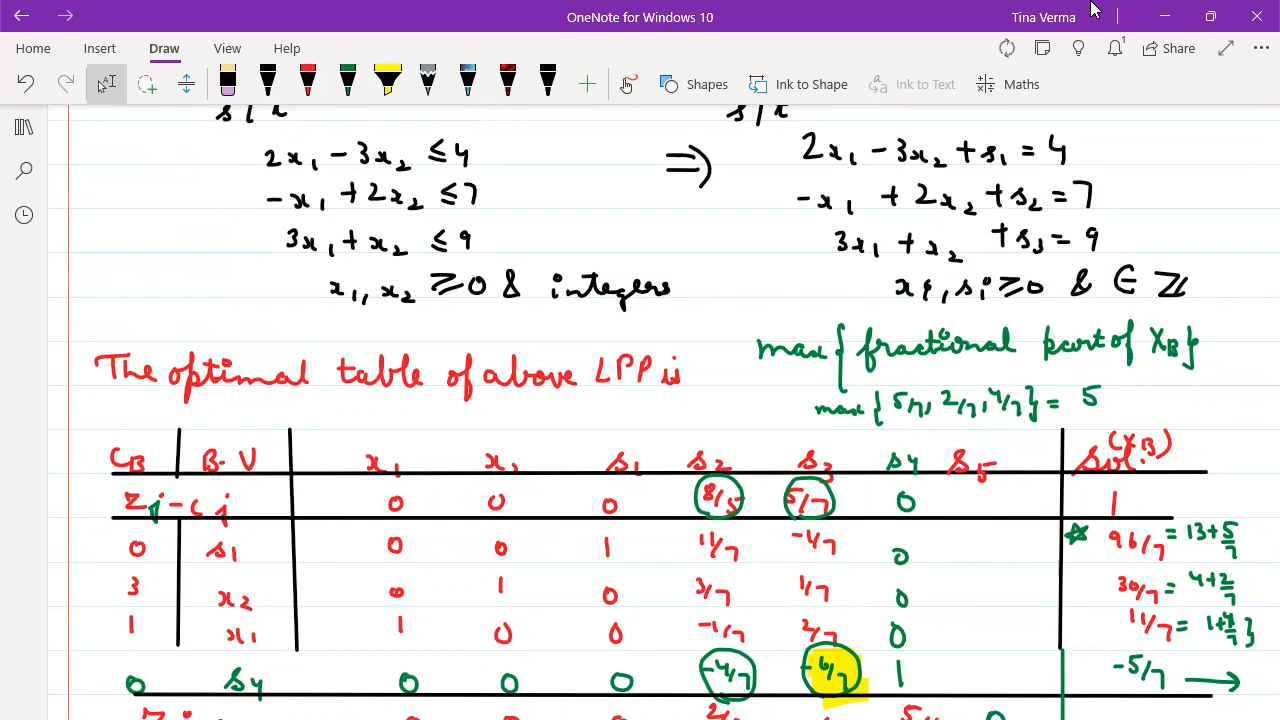 OneNote for Windows 10
Tina Verma
Home Insert Draw View Help
Share
Shapes Ink to Shape Ink to Text Maths
s/t s/t
2x₁ - 3x₂ ≤ 4 ⇒ 2x₁ - 3x₂ + s₁ = 4
-x₁ + 2x₂ ≤ 7 -x₁ + 2x₂ + s₂ = 7
3x₁ + x₂ ≤ 9 3x₁ + x₂ + s₃ = 9
x₁, x₂ ≥ 0 & integers xi, si ≥ 0 & ∈ Z
max { fractional part of XB }
The optimal table of above LPP is
max { 5/7, 2/7, 4/7 } = 5
CB B.V x₁ x₂ s₁ s₂ s₃ s4 s5 Sol. (XB)
Zj - cj 0 0 0 8/5 5/7 0 1
0 s₁ 0 0 1 11/7 -4/7 0 96/7 = 13 + 5/7
3 x₂ 0 1 0 3/7 1/7 0 30/7 = 4 + 2/7
1 x₁ 1 0 0 -1/7 2/7 0 11/7 = 1 + 4/7 }
0 s4 0 0 0 -4/7 -6/7 1 -5/7 →